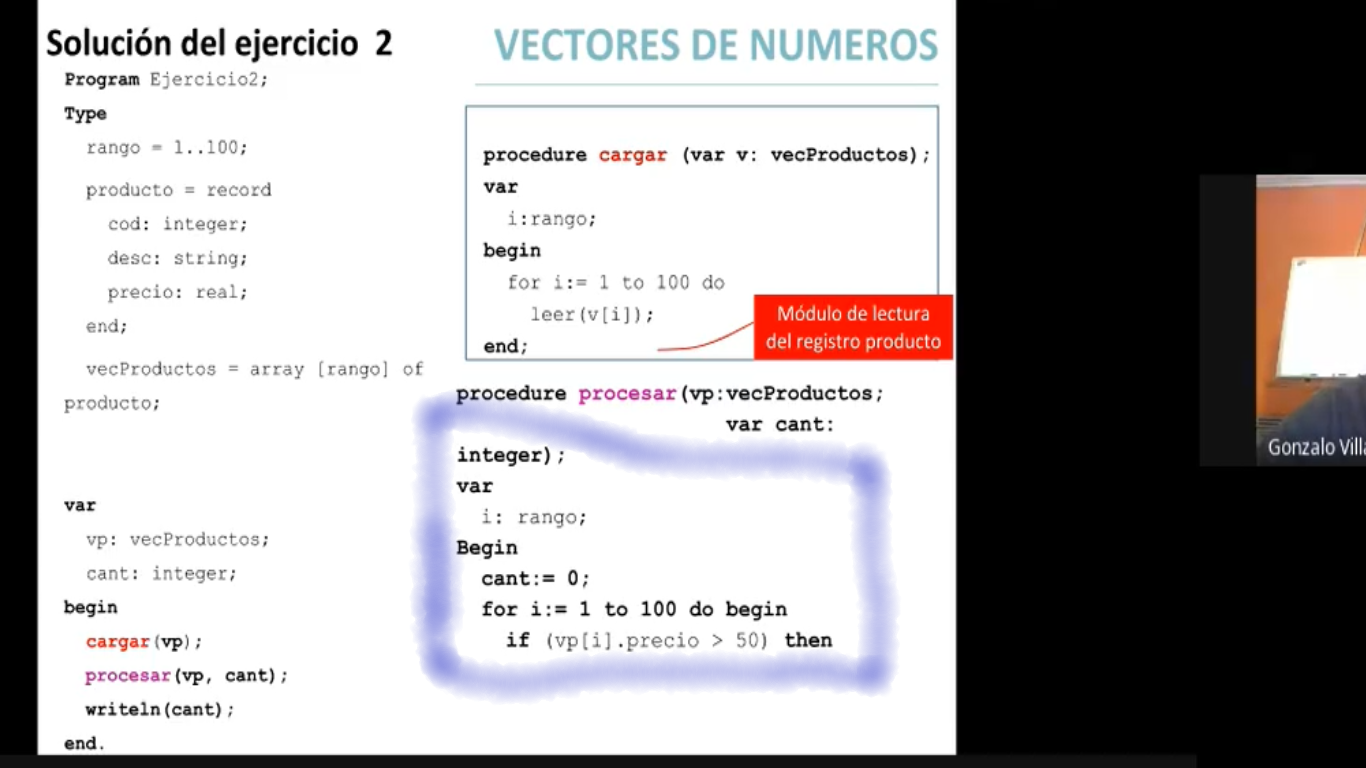 Solución del ejercicio 2
VECTORES DE NUMEROS
Program Ejercicio2;
Type
rango = 1..100;
producto = record
cod: integer;
desc: string;
precio: real;
end;
vecProductos = array [rango] of
producto;
var
vp: vecProductos;
cant: integer;
begin
cargar(vp);
procesar(vp, cant);
writeln(cant);
end.
procedure cargar (var v: vecProductos);
var
i:rango;
begin
for i:= 1 to 100 do
leer(v[i]);
end;
Módulo de lectura
del registro producto
procedure procesar(vp:vecProductos;
var cant:
integer);
var
i: rango;
Begin
cant:= 0;
for i:= 1 to 100 do begin
if (vp[i].precio > 50) then
Gonzalo